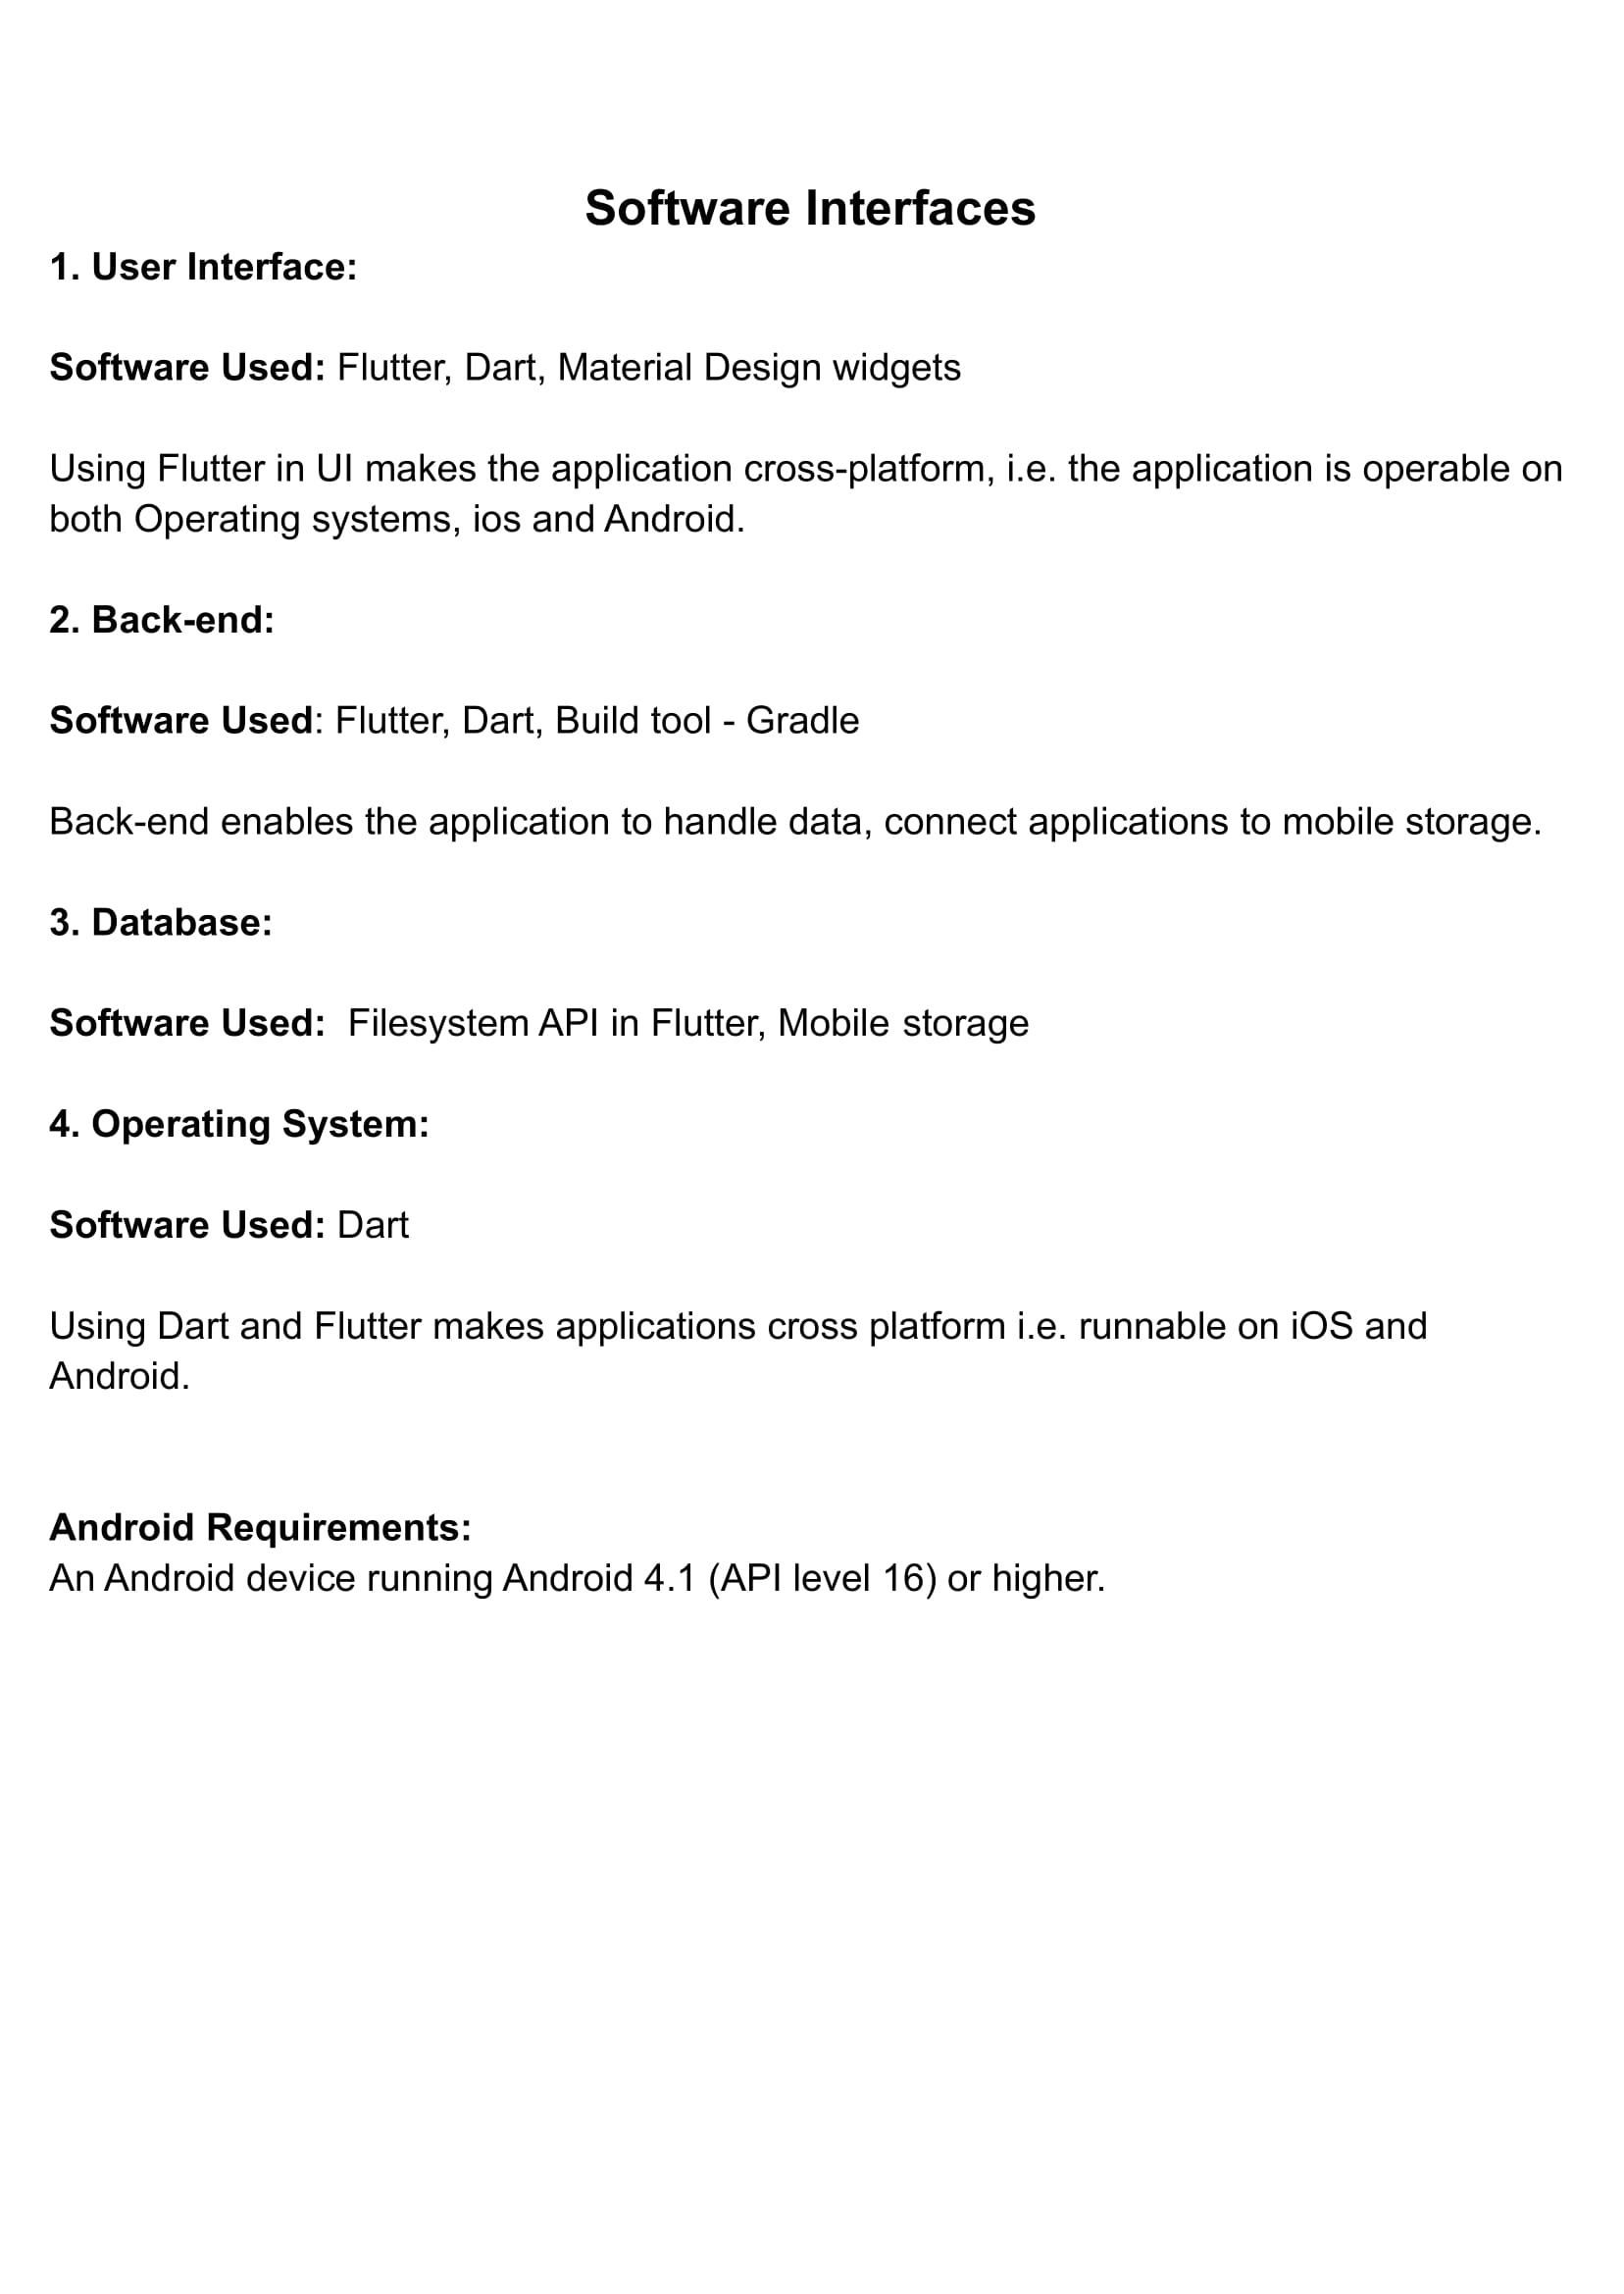 Software Interfaces
1. User Interface:
Software Used: Flutter, Dart, Material Design widgets
Using Flutter in UI makes the application cross-platform, i.e. the application is operable on
both Operating systems, ios and Android.
2. Back-end:
Software Used: Flutter, Dart, Build tool - Gradle
Back-end enables the application to handle data, connect applications to mobile storage.
3. Database:
Software Used:  Filesystem API in Flutter, Mobile storage
4. Operating System:
Software Used: Dart
Using Dart and Flutter makes applications cross platform i.e. runnable on iOS and
Android.
Android Requirements:
An Android device running Android 4.1 (API level 16) or higher.